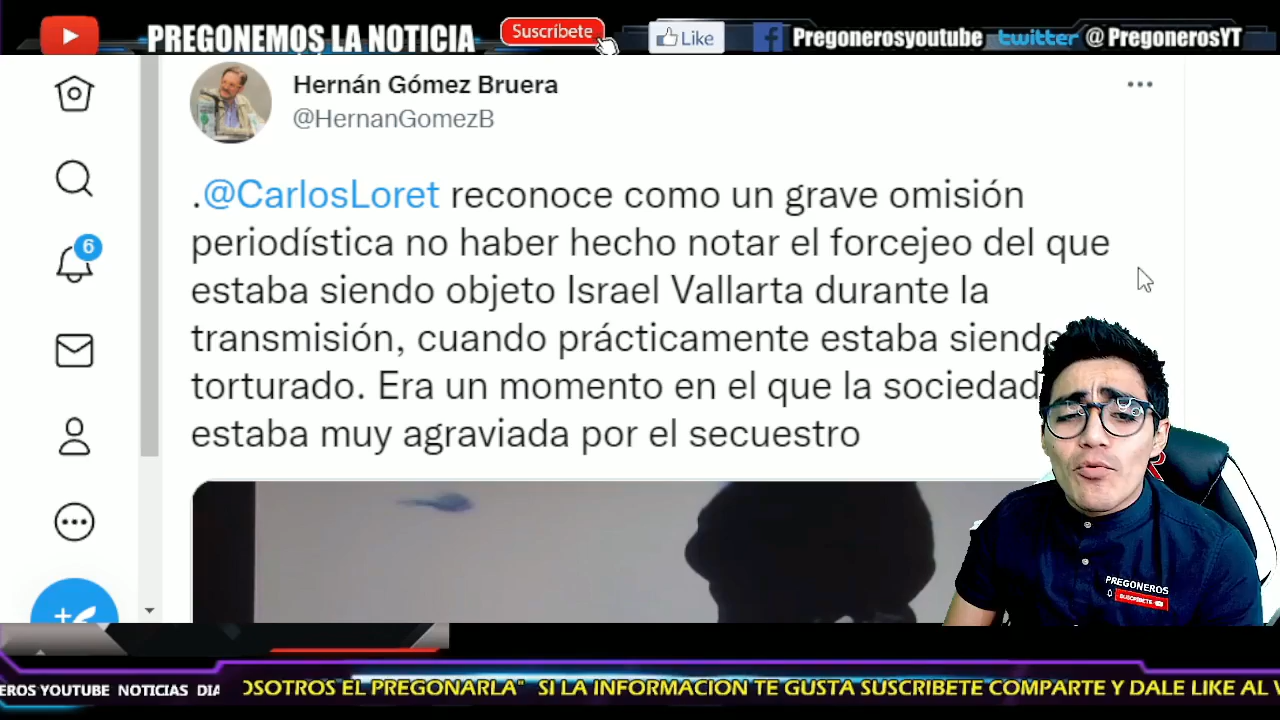 PREGONEMOS LA NOTICIA
Suscríbete
Like
Pregonerosyoutube
twitter @PregonerosYT
Hernán Gómez Bruera
@HernanGomezB
6
.@CarlosLoret reconoce como un grave omisión
periodística no haber hecho notar el forcejeo del que
estaba siendo objeto Israel Vallarta durante la
transmisión, cuando prácticamente estaba siendo
torturado. Era un momento en el que la sociedad
estaba muy agraviada por el secuestro
PREGONEROS
SUSCRÍBETE
EROS YOUTUBE NOTICIAS DIA
OSOTROS EL PREGONARLA" SI LA INFORMACION TE GUSTA SUSCRIBETE COMPARTE Y DALE LIKE AL V